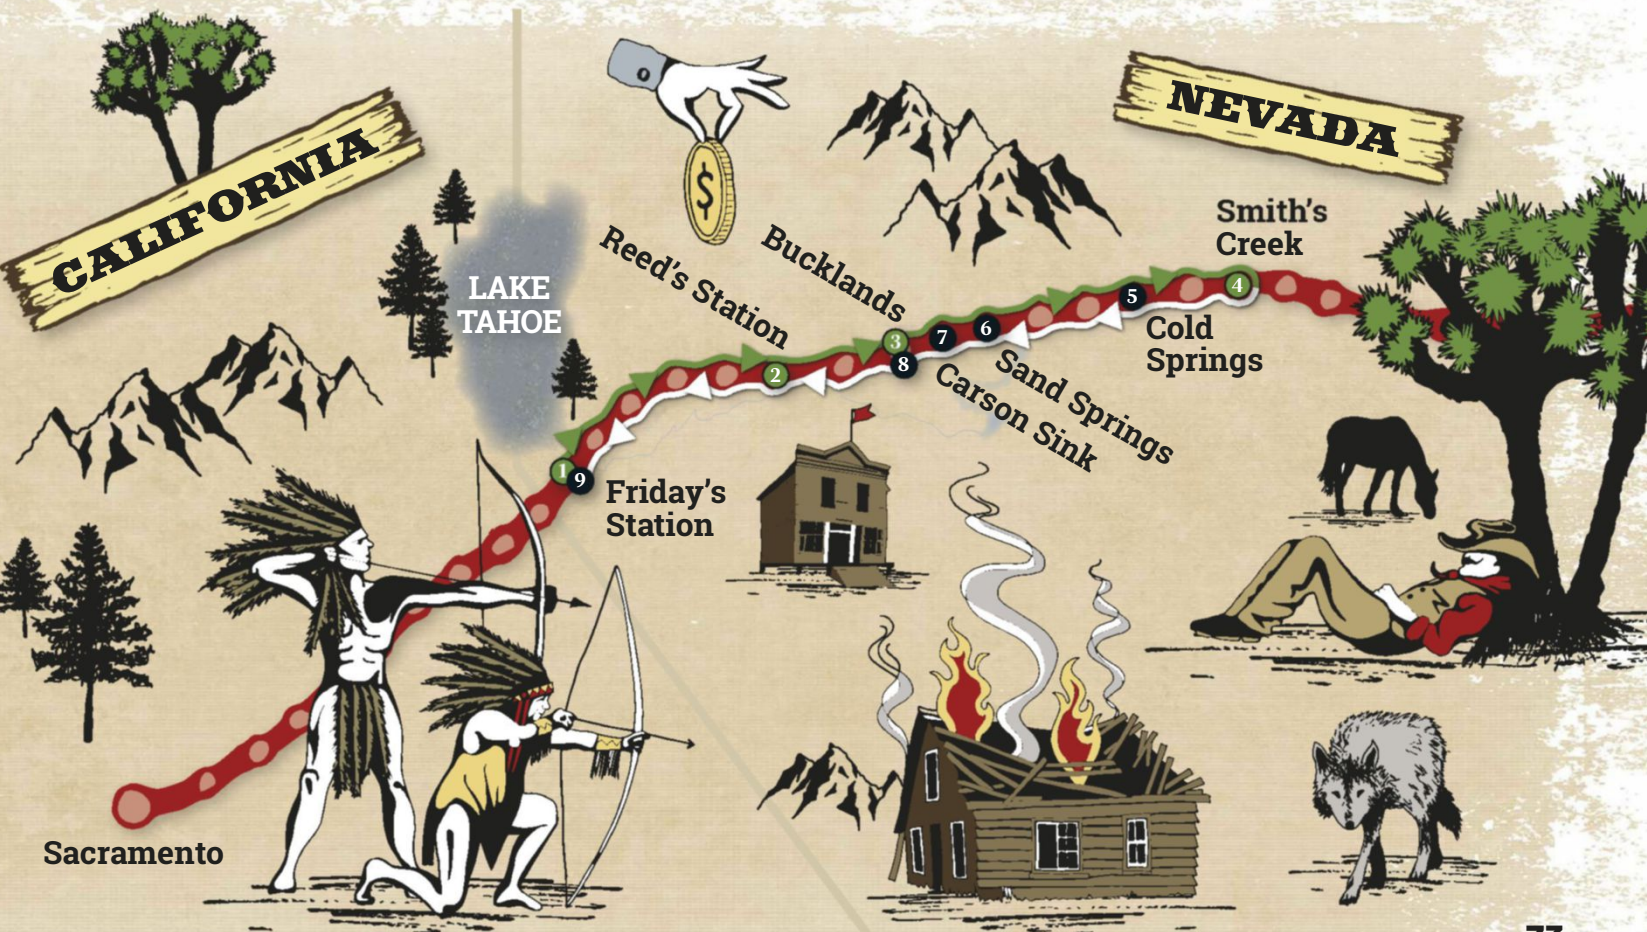 CALIFORNIA
NEVADA
$
LAKE
TAHOE
Reed's Station
Bucklands
Smith's
Creek
5
4
Cold
Springs
3
7
6
8
2
Sand Springs
Carson Sink
1
9
Friday's
Station
Sacramento